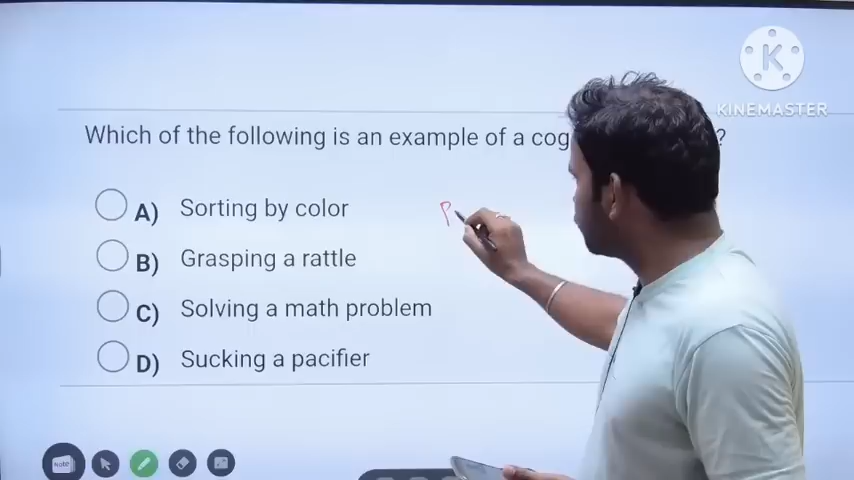 K
KINEMASTER
Which of the following is an example of a cog ?
A) Sorting by color
B) Grasping a rattle
C) Solving a math problem
D) Sucking a pacifier
P
Note